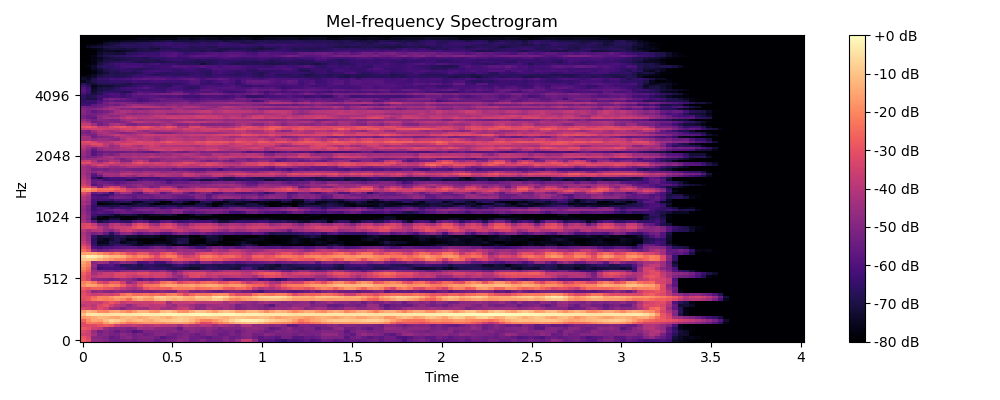 Mel-frequency Spectrogram
+0 dB
-10 dB
-20 dB
-30 dB
-40 dB
-50 dB
-60 dB
-70 dB
-80 dB
4096
2048
1024
512
0
Hz
0
0.5
1
1.5
2
2.5
3
3.5
4
Time